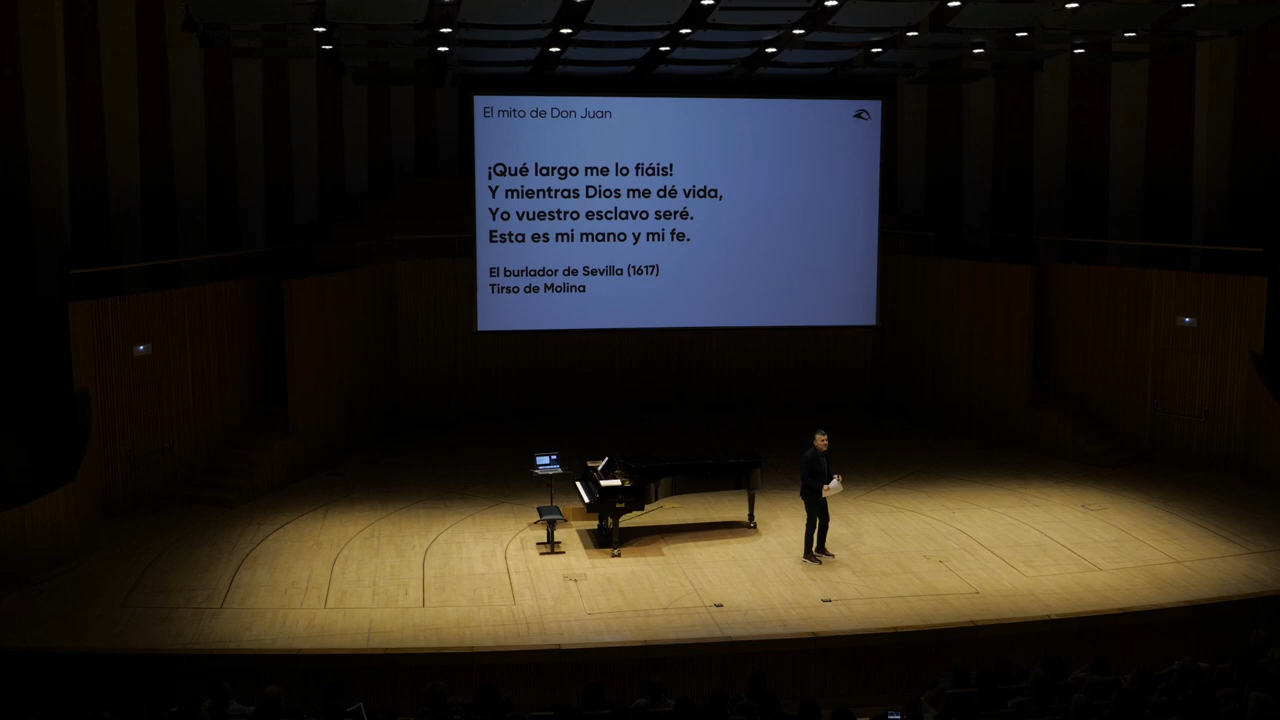 El mito de Don Juan
¡Qué largo me lo fiáis!
Y mientras Dios me dé vida,
Yo vuestro esclavo seré.
Esta es mi mano y mi fe.
El burlador de Sevilla (1617)
Tirso de Molina